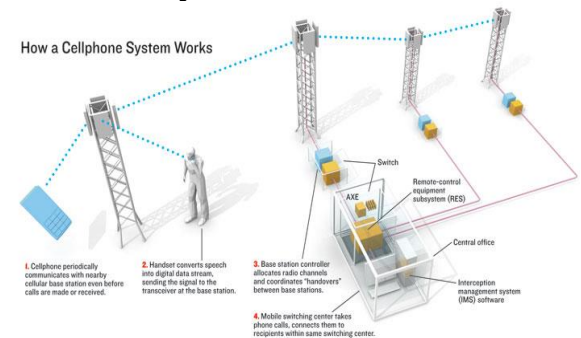 How a Cellphone System Works
1. Cellphone periodically
communicates with nearby
cellular base station even before
calls are made or received.
2. Handset converts speech
into digital data stream,
sending the signal to the
transceiver at the base station.
3. Base station controller
allocates radio channels
and coordinates "handovers"
between base stations.
4. Mobile switching center takes
phone calls, connects them to
recipients within same switching center.
Switch
AXE
Remote-control
equipment
subsystem (RES)
Central office
Interception
management system
(IMS) software